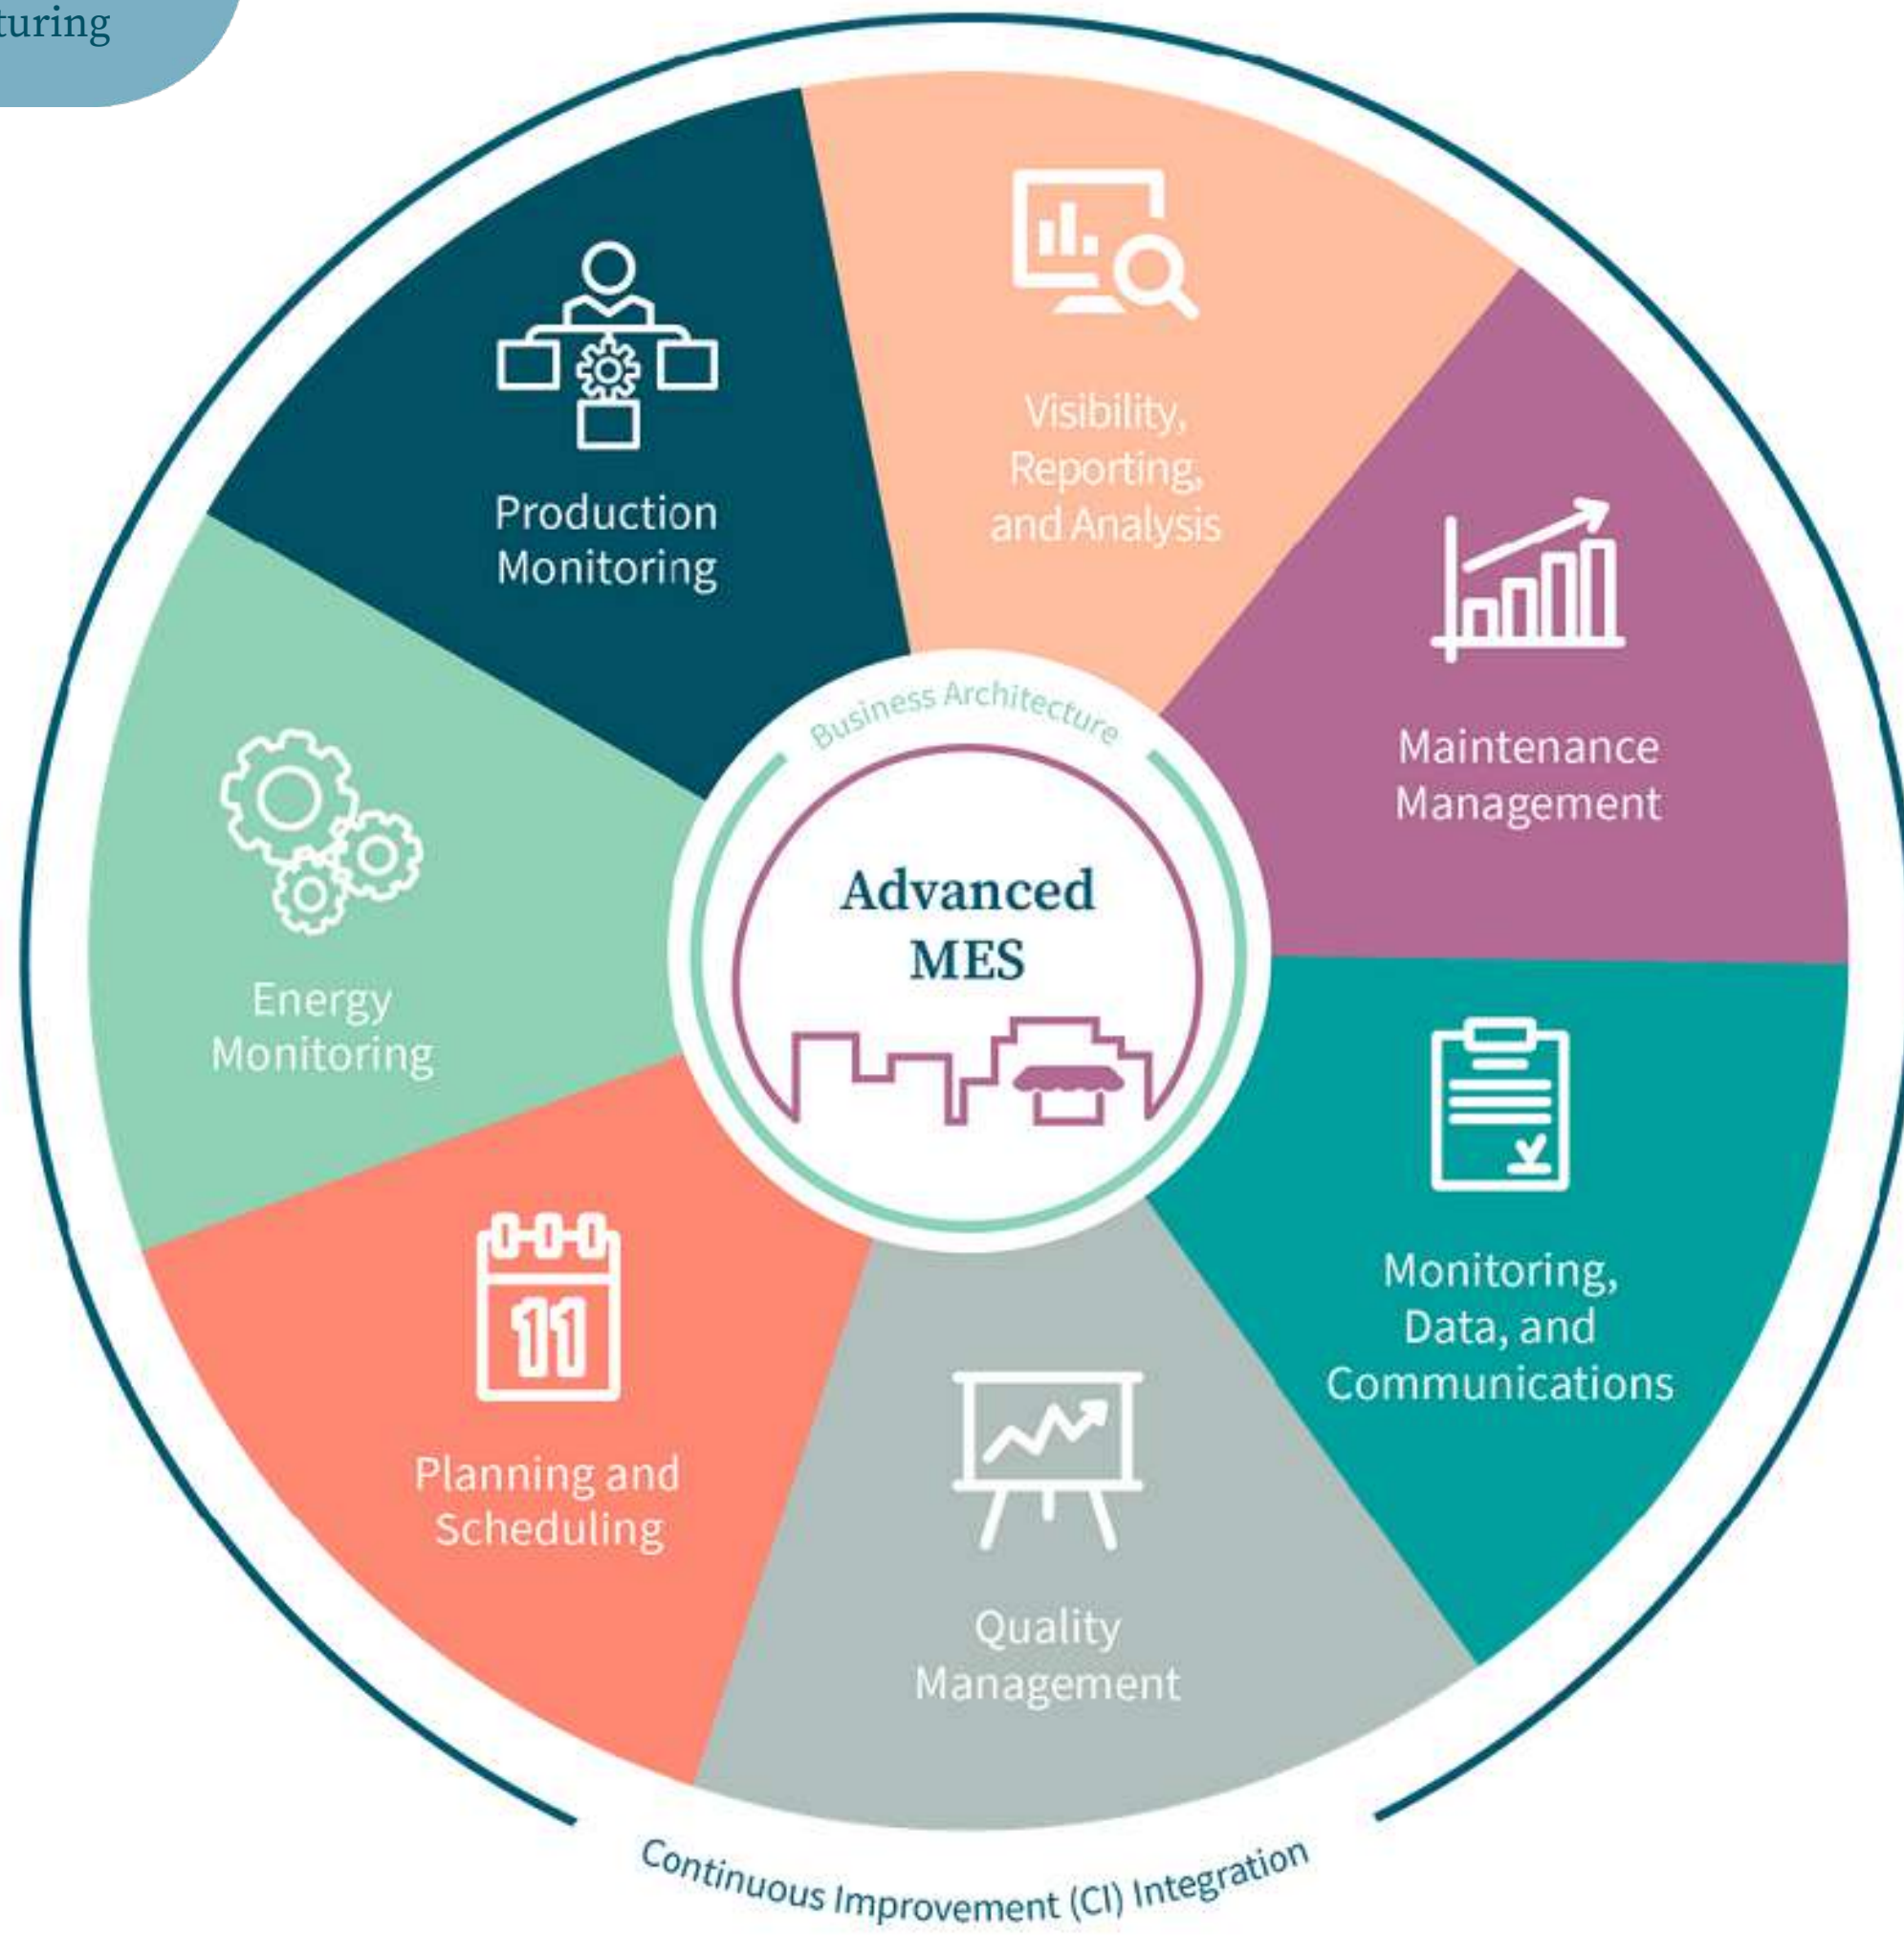 Visibility,
Reporting,
and Analysis
Production
Monitoring
Maintenance
Management
Business Architecture
Advanced
MES
Energy
Monitoring
Monitoring,
Data, and
Communications
11
Planning and
Scheduling
Quality
Management
Continuous Improvement (CI) Integration